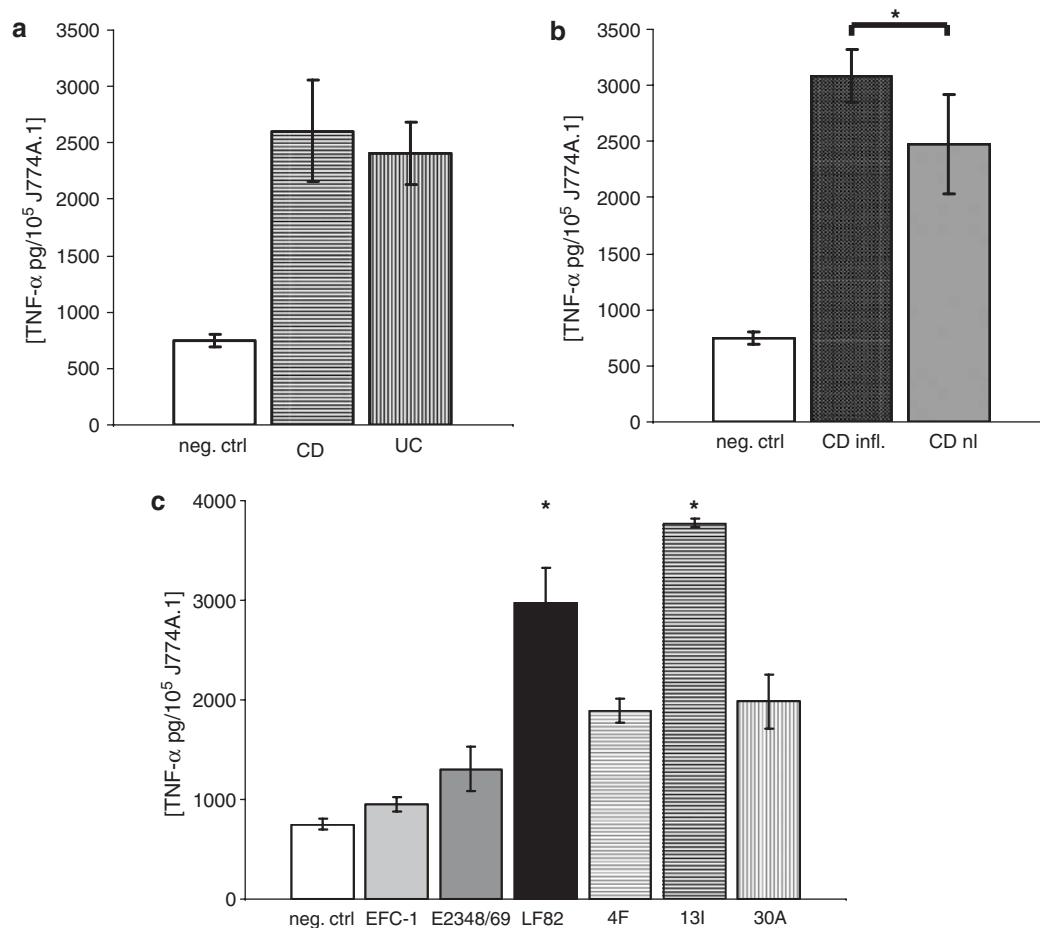 a
3500
3000
2500
2000
1500
1000
500
0
[TNF-α pg/10⁵ J774A.1]
neg. ctrl CD UC
b
*
3500
3000
2500
2000
1500
1000
500
0
[TNF-α pg/10⁵ J774A.1]
neg. ctrl CD infl. CD nl
c
* *
4000
3000
2000
1000
0
[TNF-α pg/10⁵ J774A.1]
neg. ctrl EFC-1 E2348/69 LF82 4F 13I 30A